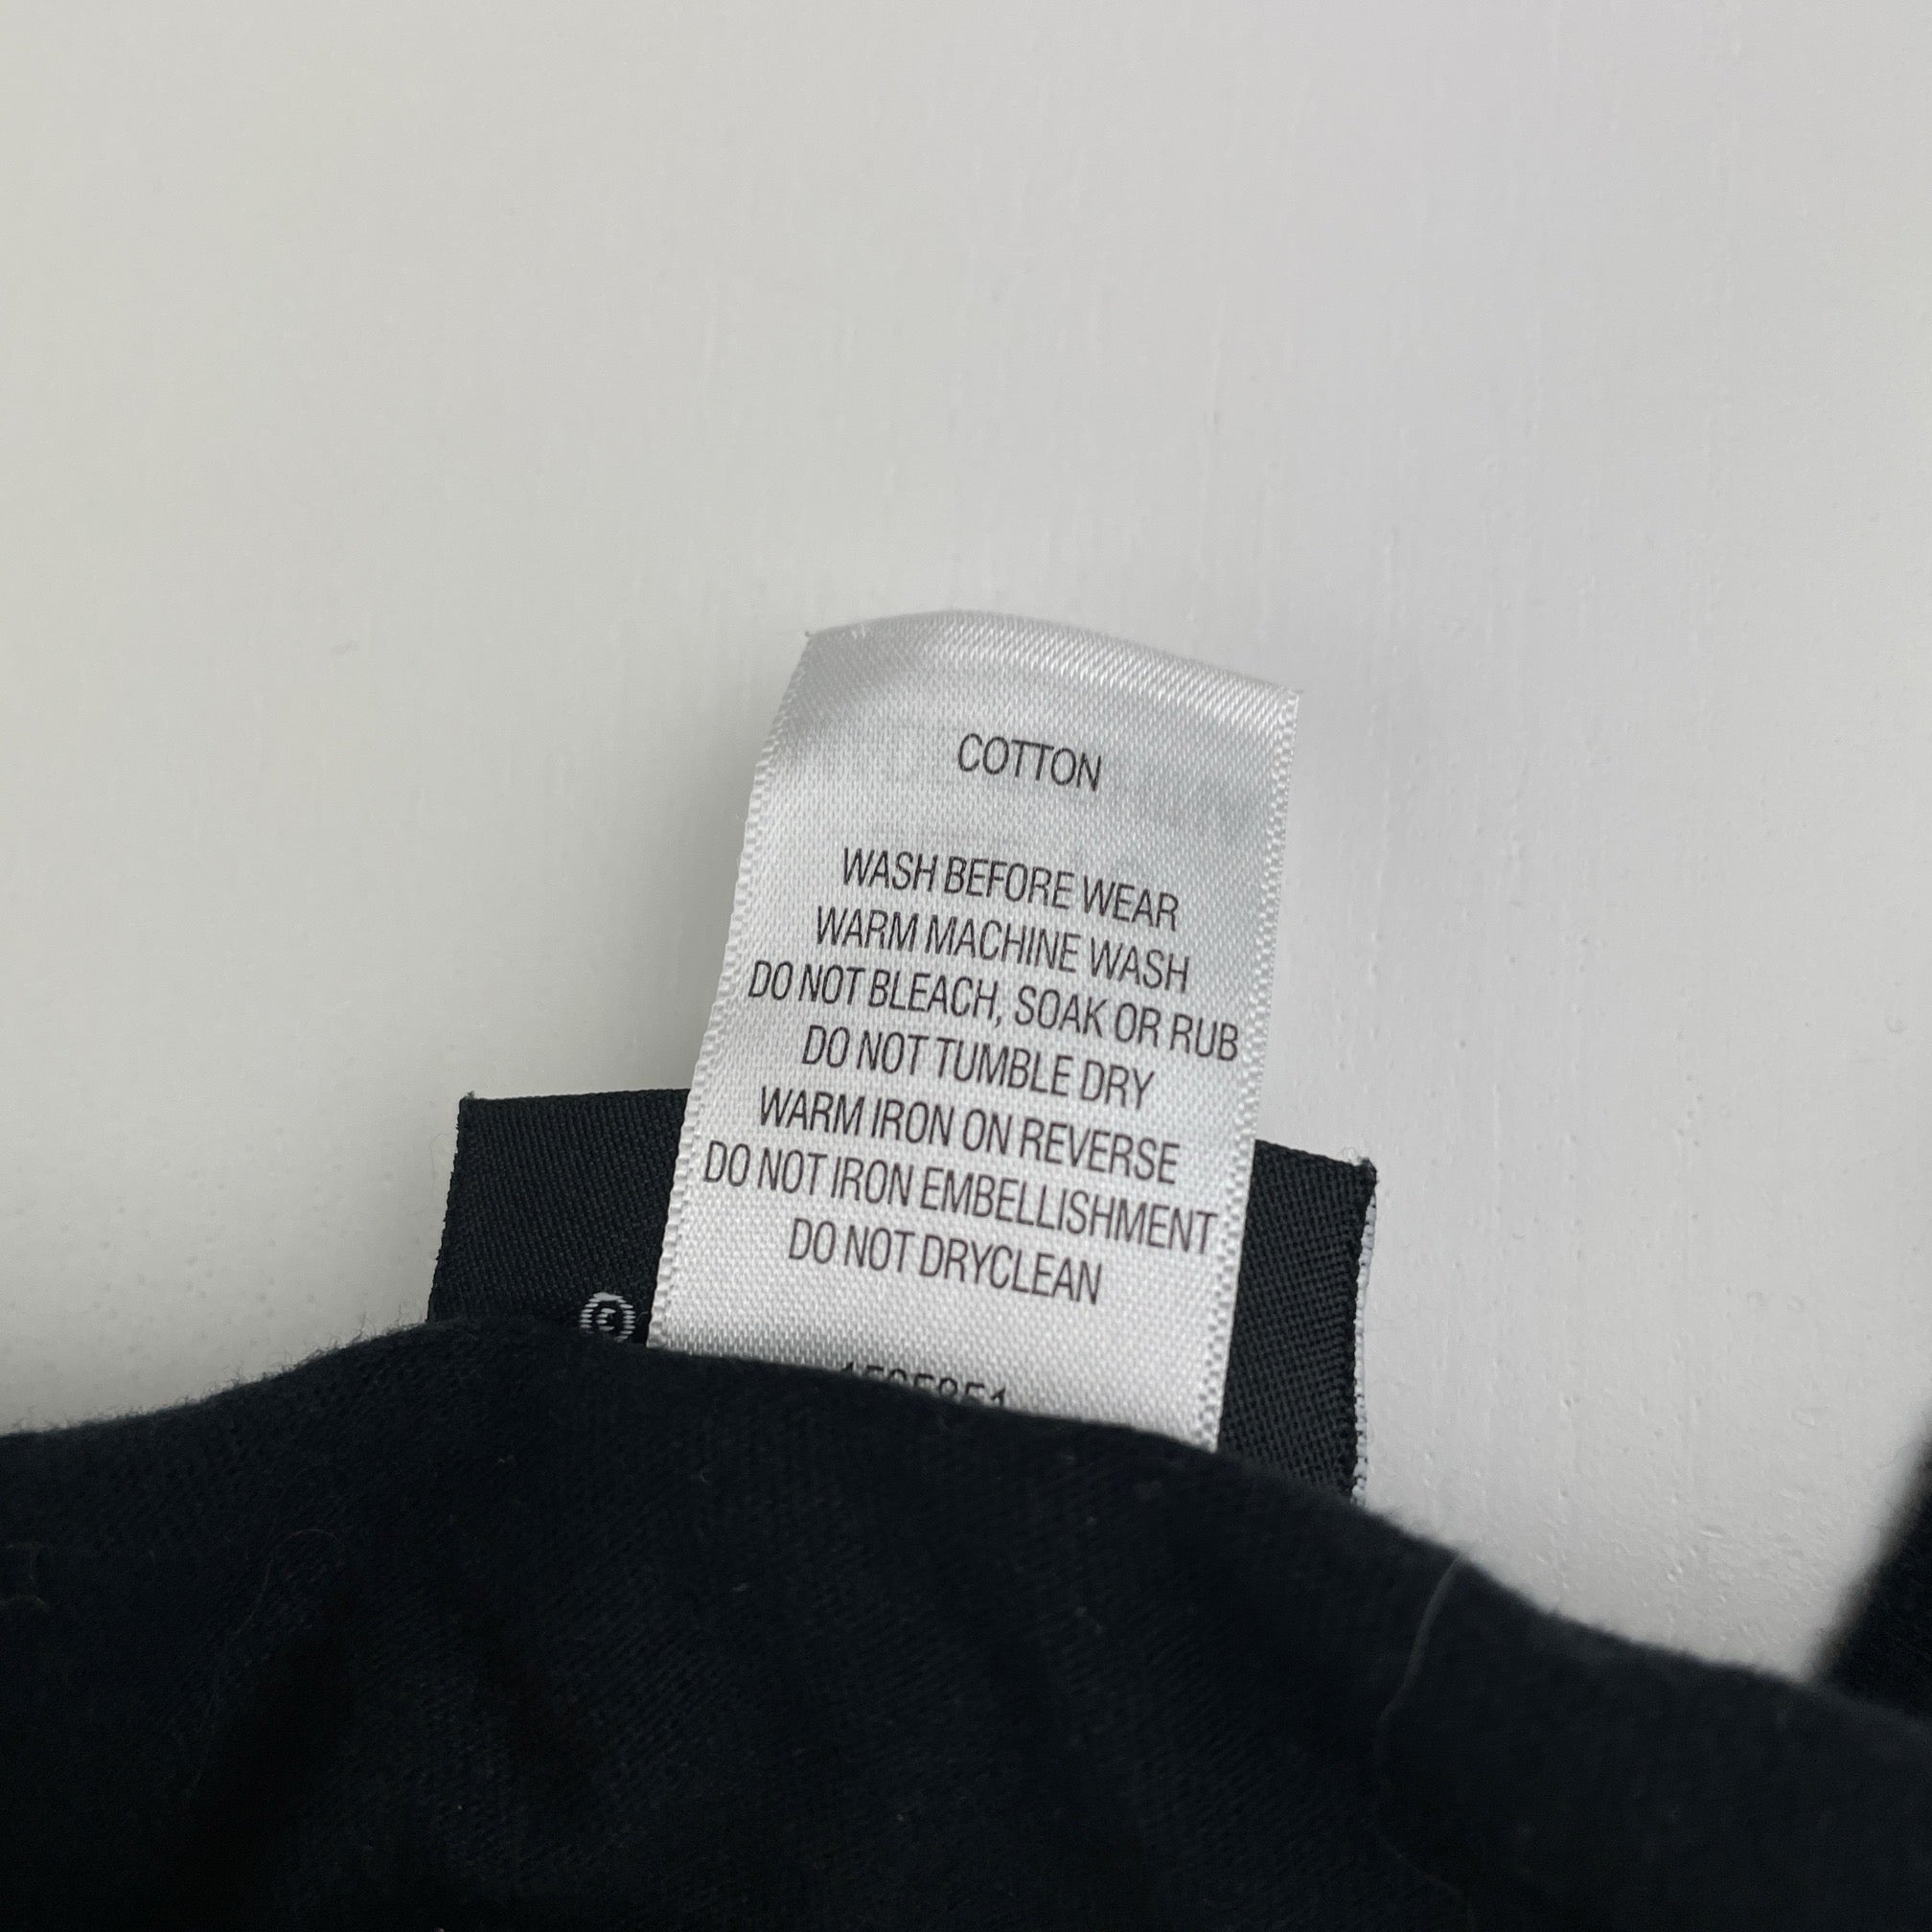 COTTON
WASH BEFORE WEAR
WARM MACHINE WASH
DO NOT BLEACH, SOAK OR RUB
DO NOT TUMBLE DRY
WARM IRON ON REVERSE
DO NOT IRON EMBELLISHMENT
DO NOT DRYCLEAN
©